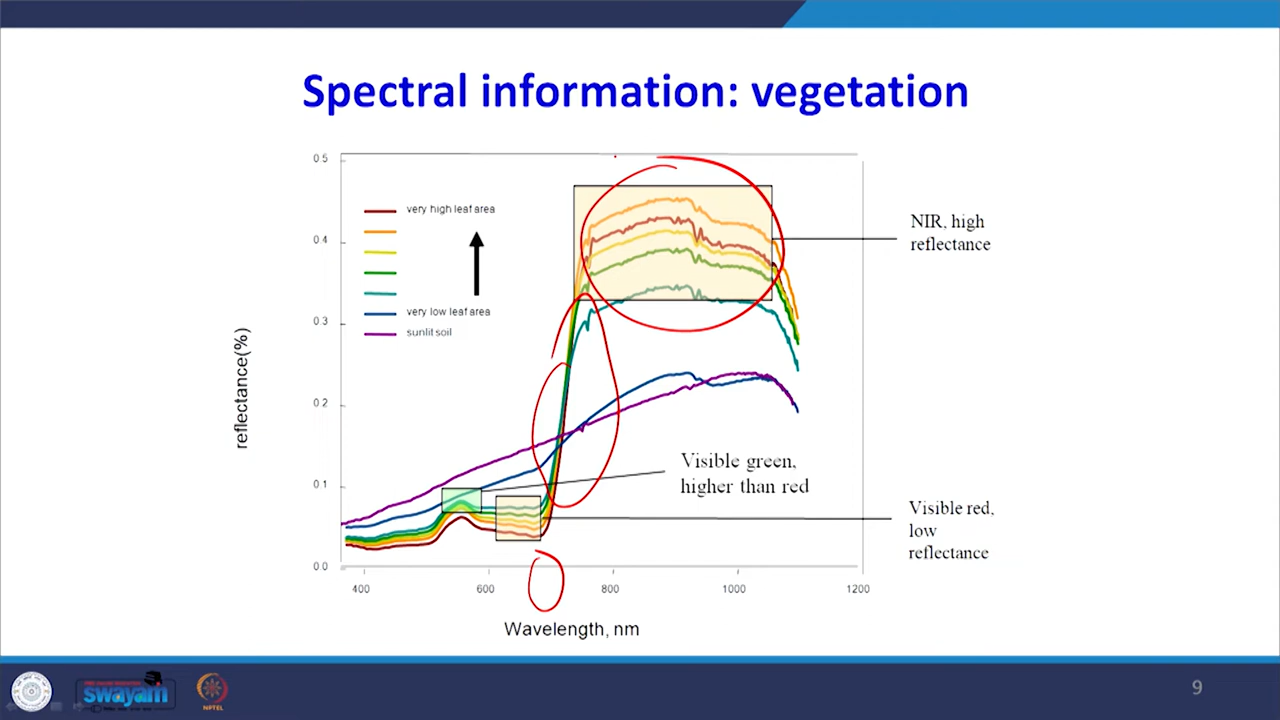 Spectral information: vegetation
0.5
0.4
0.3
0.2
0.1
0.0
reflectance(%)
very high leaf area
very low leaf area
sunlit soil
NIR, high
reflectance
Visible green,
higher than red
Visible red,
low
reflectance
400
600
800
1000
1200
Wavelength, nm
swayam
NPTEL
9